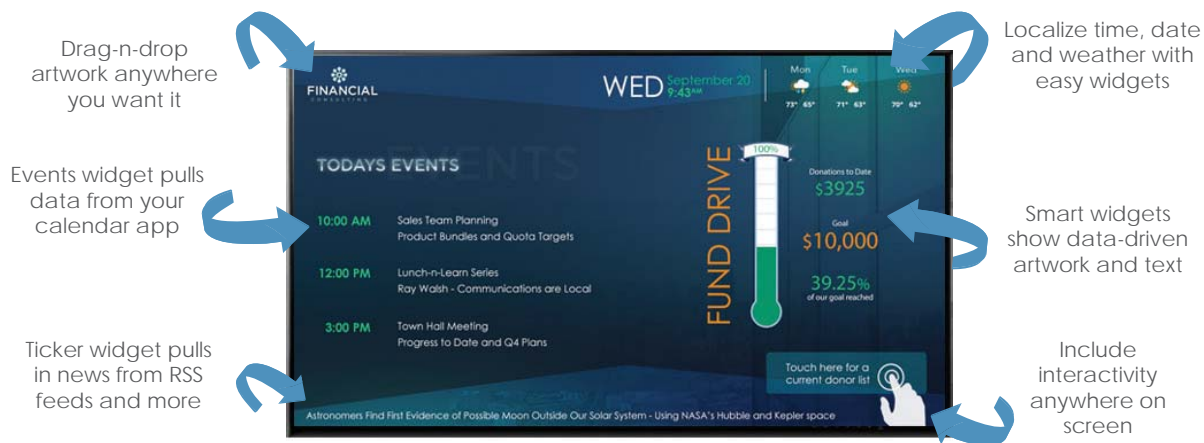 Drag-n-drop
artwork anywhere
you want it
Events widget pulls
data from your
calendar app
Ticker widget pulls
in news from RSS
feeds and more
FINANCIAL
CONSULTING
WED September 20
9:43AM
Mon Tue Wed
73° 65° 71° 63° 70° 62°
EVENTS
TODAYS EVENTS
10:00 AM Sales Team Planning
Product Bundles and Quota Targets
12:00 PM Lunch-n-Learn Series
Ray Walsh - Communications are Local
3:00 PM Town Hall Meeting
Progress to Date and Q4 Plans
FUND DRIVE
100%
Donations to Date
$3925
Goal
$10,000
39.25%
of our goal reached
Touch here for a
current donor list
Astronomers Find First Evidence of Possible Moon Outside Our Solar System - Using NASA's Hubble and Kepler space
Localize time, date
and weather with
easy widgets
Smart widgets
show data-driven
artwork and text
Include
interactivity
anywhere on
screen